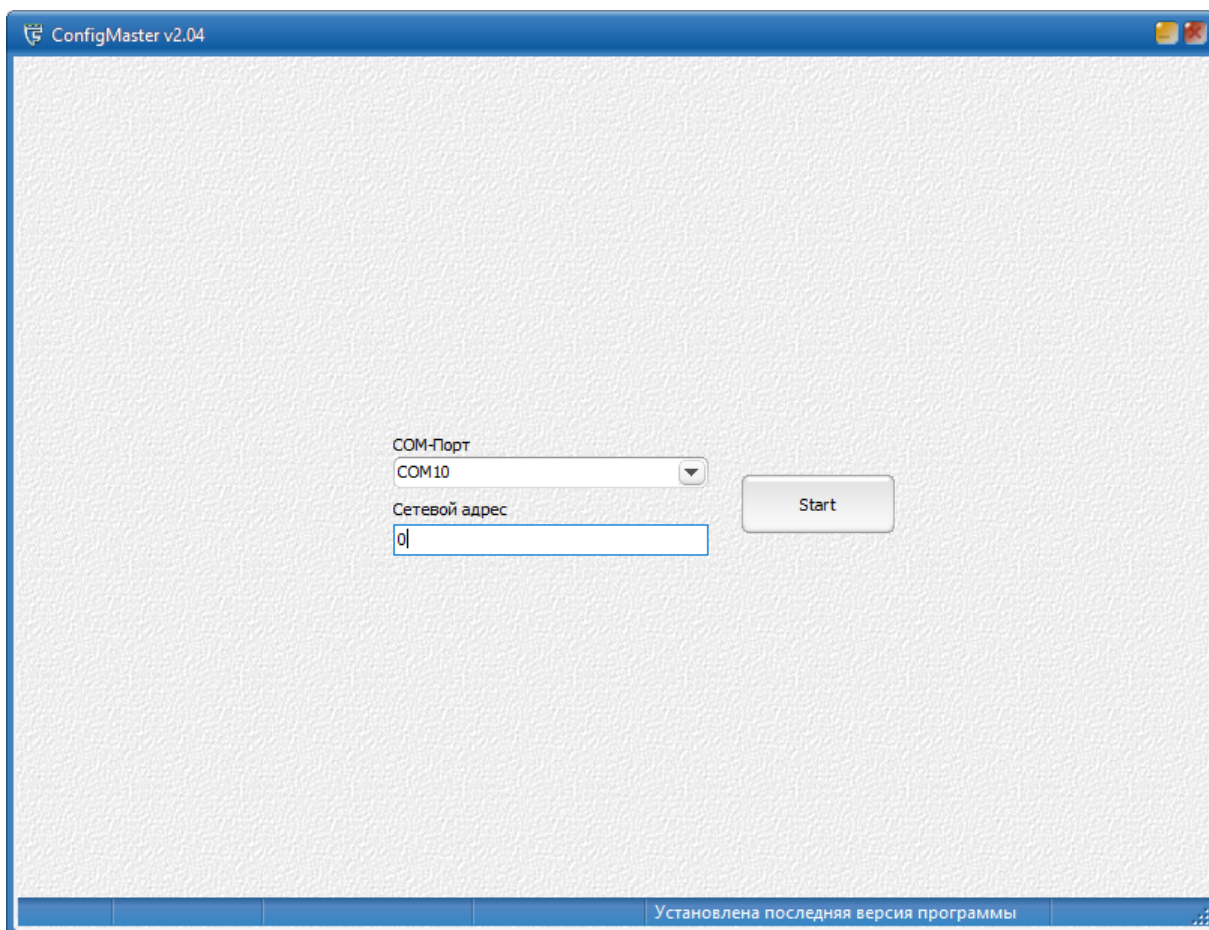 ConfigMaster v2.04
COM-Порт
COM10
Сетевой адрес
0
Start
Установлена последняя версия программы